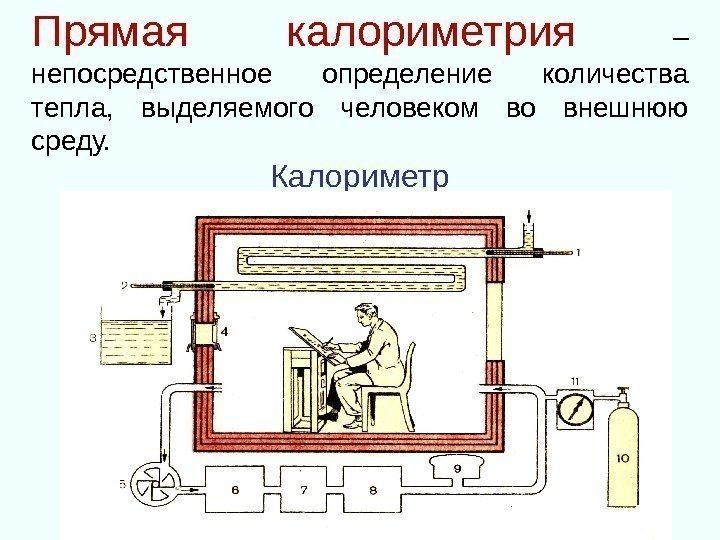 Прямая калориметрия –
непосредственное определение количества
тепла, выделяемого человеком во внешнюю
среду.
Калориметр
1
2
3
4
11
5
6
7
8
9
10